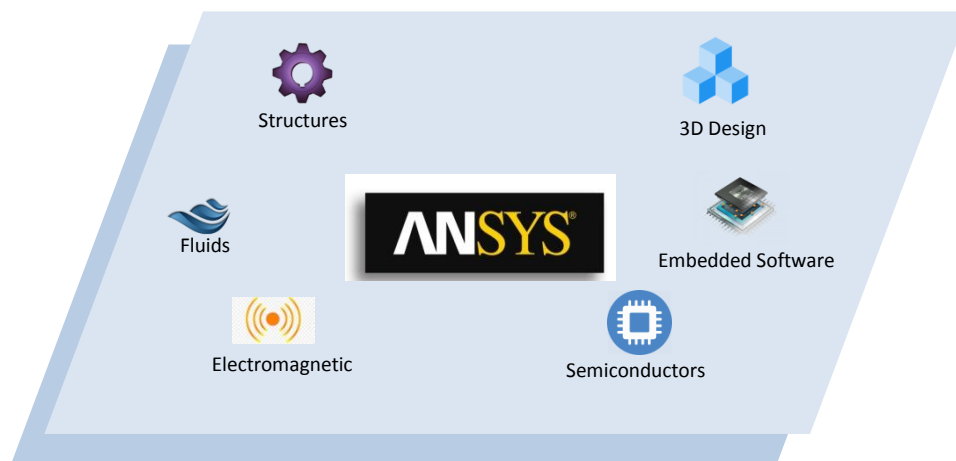 Structures
3D Design
ANSYS®
Fluids
Embedded Software
Electromagnetic
Semiconductors